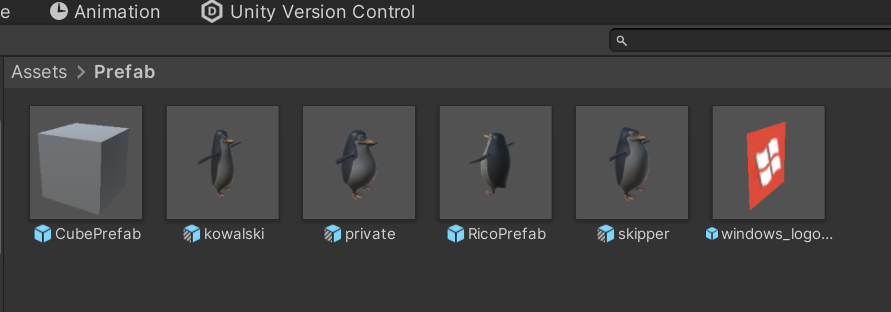 e Animation Unity Version Control
Assets > Prefab
CubePrefab kowalski private RicoPrefab skipper windows_logo...